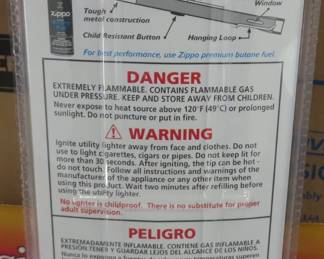 zippo
Tough
metal construction
Window
Child Resistant Button
Hanging Loop
For best performance, use Zippo premium butane fuel.
DANGER
EXTREMELY FLAMMABLE. CONTAINS FLAMMABLE GAS
UNDER PRESSURE. KEEP AND STORE AWAY FROM CHILDREN.
Never expose to heat source above 120°F (49°C) or prolonged
sunlight. Do not puncture or put in fire.
WARNING
Ignite utility lighter away from face and clothes. Do not
use to light cigarettes, cigars or pipes. Do not keep lit for
more than 30 seconds. After igniting, the tip can be hot -
do not touch. Follow all instructions and warnings of the
manufacturer of the appliance or any other item when
using this product. Wait two minutes after refilling before
using the utility lighter.
No lighter is childproof. There is no substitute for proper
adult supervision.
PELIGRO
EXTREMADAMENTE INFLAMABLE. CONTIENE GAS INFLAMABLE A
PRESIÓN.TENER Y GUARDAR LEJOS DEL ALCANCE DE LOS NIÑOS.